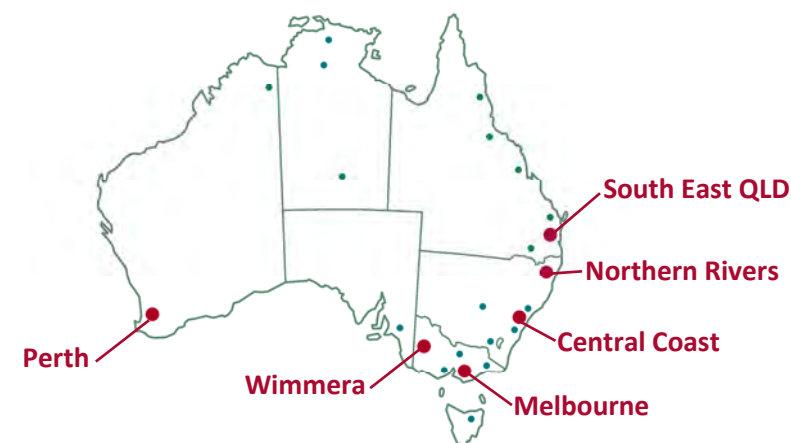 South East QLD
Northern Rivers
Central Coast
Perth
Wimmera
Melbourne